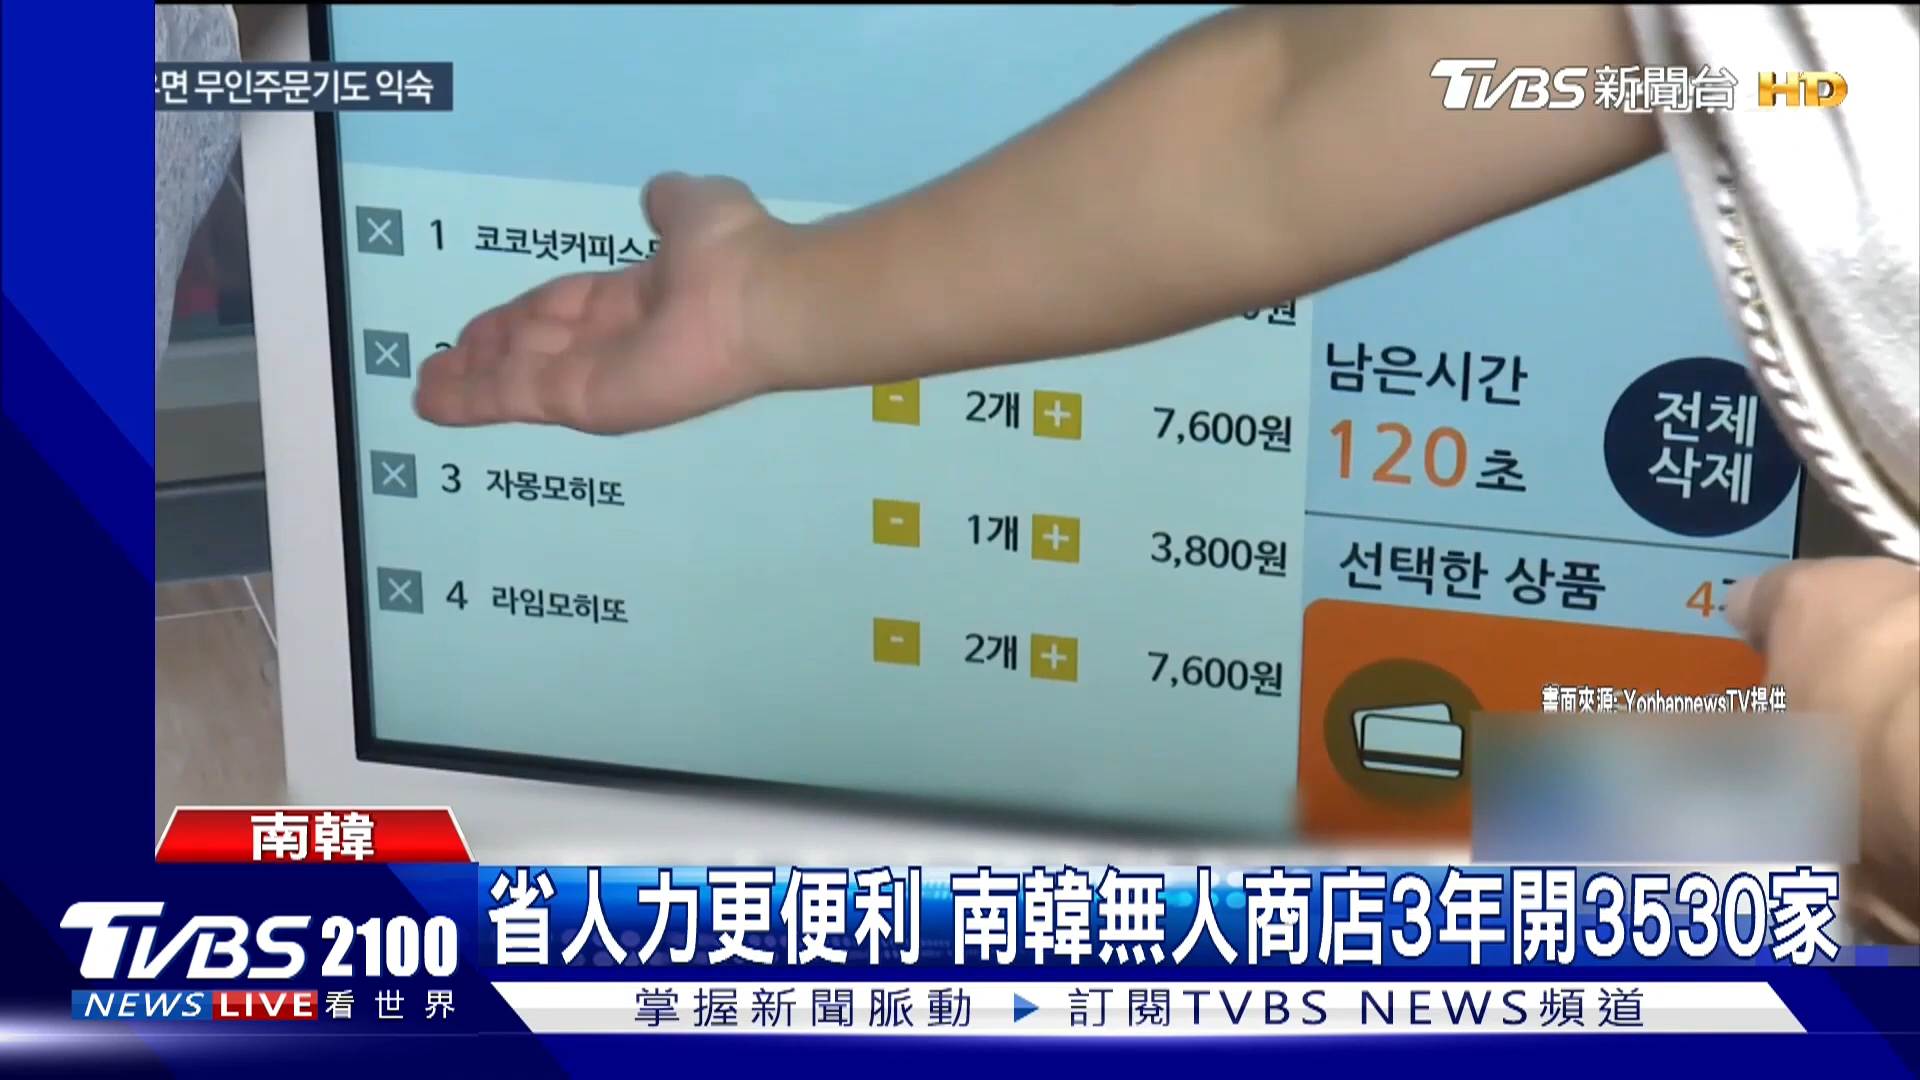 무인주문기도 익숙
TVBS新聞台 HD
1 코코넛커피스
원
2개 + 7,600원
남은시간
120초
전체
삭제
3 자몽모히또
- 1개 + 3,800원
선택한 상품
4 라임모히또
- 2개 + 7,600원
畫面來源: YonhapnewsTV提供
南韓
省人力更便利 南韓無人商店3年開3530家
TVBS 2100
NEWS LIVE 看世界
掌握新聞脈動 ▶ 訂閱TVBS NEWS頻道